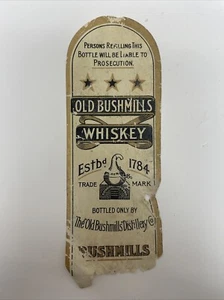 PERSONS REFILLING THIS
BOTTLE WILL BE LIABLE TO
PROSECUTION.
OLD BUSHMILLS
WHISKEY
Estbd 1784
TRADE MARK
BOTTLED ONLY BY
The Old Bushmills Distillery Co
BUSHMILLS